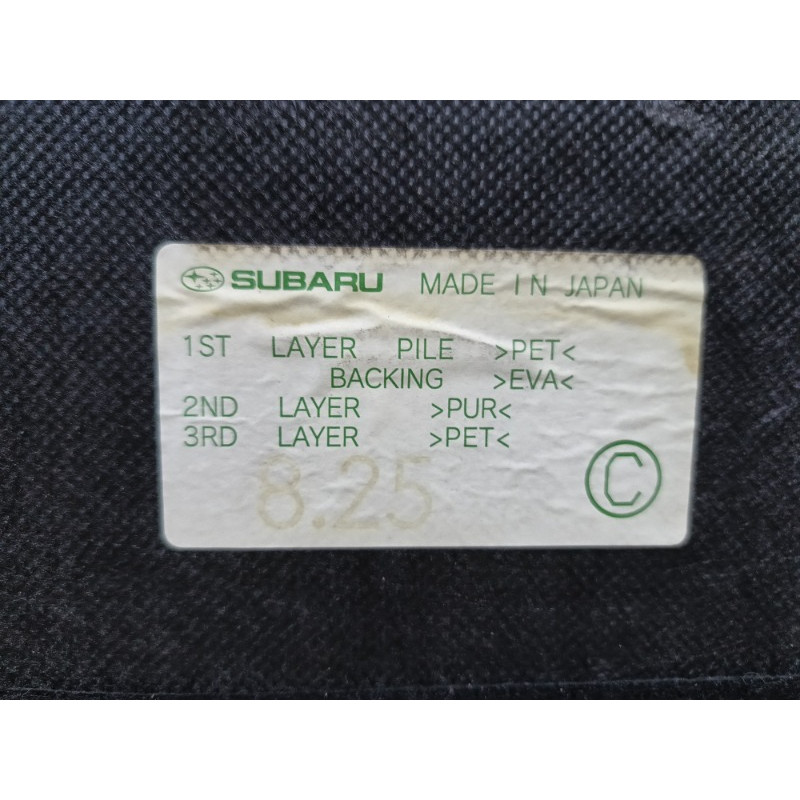 SUBARU MADE IN JAPAN
1ST LAYER PILE >PET<
BACKING >EVA<
2ND LAYER >PUR<
3RD LAYER >PET<
8.25
C